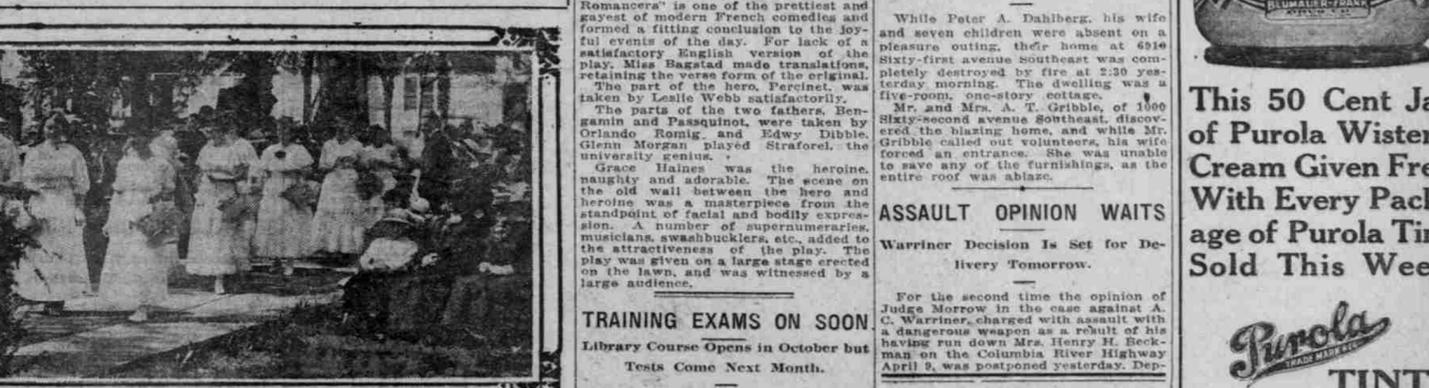 Romancers" is one of the prettiest and
gayest of modern French comedies and
formed a fitting conclusion to the joy-
ful events of the day. For lack of a
satisfactory English version of the
play, Miss Bagstad made translations,
retaining the verse form of the original.
The part of the hero, Percinet, was
taken by Leslie Webb satisfactorily.
The parts of the two fathers, Ben-
gamin and Passquinot, were taken by
Orlando Romig and Edwy Dibble.
Glenn Morgan played Straforel, the
university genius.
Grace Haines was the heroine,
naughty and adorable. The scene on
the old wall between the hero and
heroine was a masterpiece from the
standpoint of facial and bodily expres-
sion. A number of supernumeraries,
musicians, swashbucklers, etc., added to
the attractiveness of the play. The
play was given on a large stage erected
on the lawn, and was witnessed by a
large audience.
TRAINING EXAMS ON SOON
Library Course Opens in October but
Tests Come Next Month.
While Peter A. Dahlberg, his wife
and seven children were absent on a
pleasure outing, their home at 6910
Sixty-first avenue Southeast was com-
pletely destroyed by fire at 2:30 yes-
terday morning. The dwelling was a
five-room, one-story cottage.
Mr. and Mrs. A. T. Gribble, of 1000
Sixty-second avenue Southeast, discov-
ered the blazing home, and while Mr.
Gribble called out volunteers, his wife
forced an entrance. She was unable
to save any of the furnishings, as the
entire roof was ablaze.
ASSAULT OPINION WAITS
Warriner Decision Is Set for De-
livery Tomorrow.
For the second time the opinion of
Judge Morrow in the case against A.
C. Warriner, charged with assault with
a dangerous weapon as a result of his
having run down Mrs. Henry H. Beck-
man on the Columbia River Highway
April 9, was postponed yesterday. Dep-
BLUMAUER-FRANK
This 50 Cent Ja
of Purola Wister
Cream Given Fre
With Every Pack
age of Purola Tin
Sold This Wee
Purola
TRADE MARK
TINT